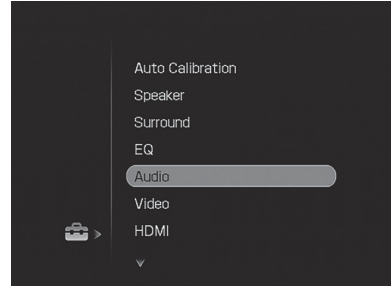 Auto Calibration
Speaker
Surround
EQ
Audio
Video
HDMI